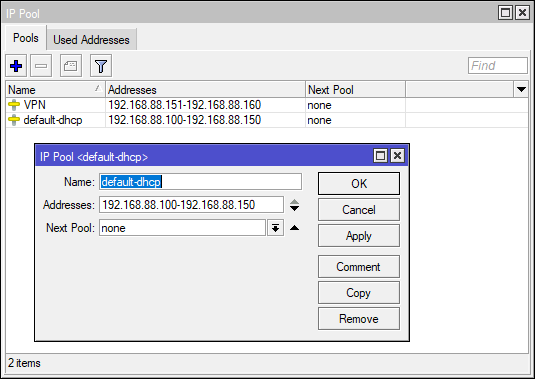 IP Pool
Pools Used Addresses
Find
Name Addresses Next Pool
VPN 192.168.88.151-192.168.88.160 none
default-dhcp 192.168.88.100-192.168.88.150 none
IP Pool <default-dhcp>
Name: default-dhcp OK
Addresses: 192.168.88.100-192.168.88.150 Cancel
Next Pool: none Apply
Comment
Copy
Remove
2 items